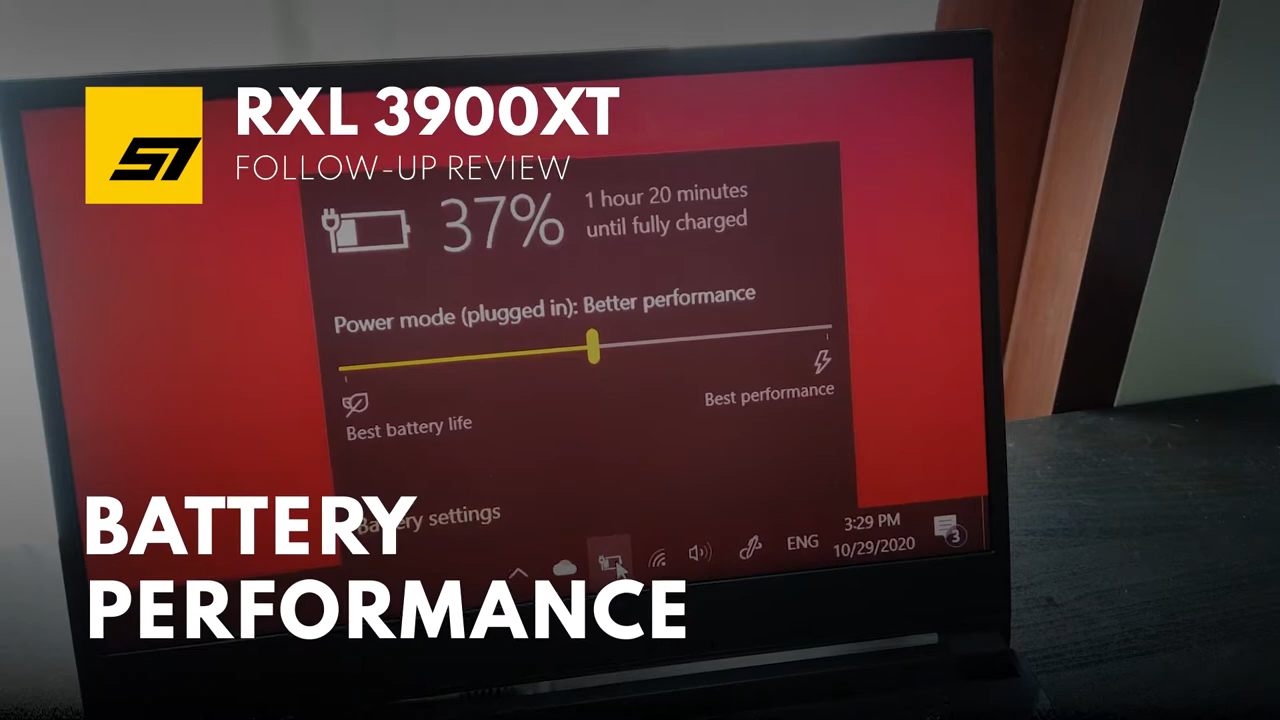 RXL 3900XT
S1
FOLLOW-UP REVIEW
37%
1 hour 20 minutes
until fully charged
Power mode (plugged in): Better performance
Best battery life
Best performance
Battery settings
BATTERY
PERFORMANCE
ENG
3:29 PM
10/29/2020
3